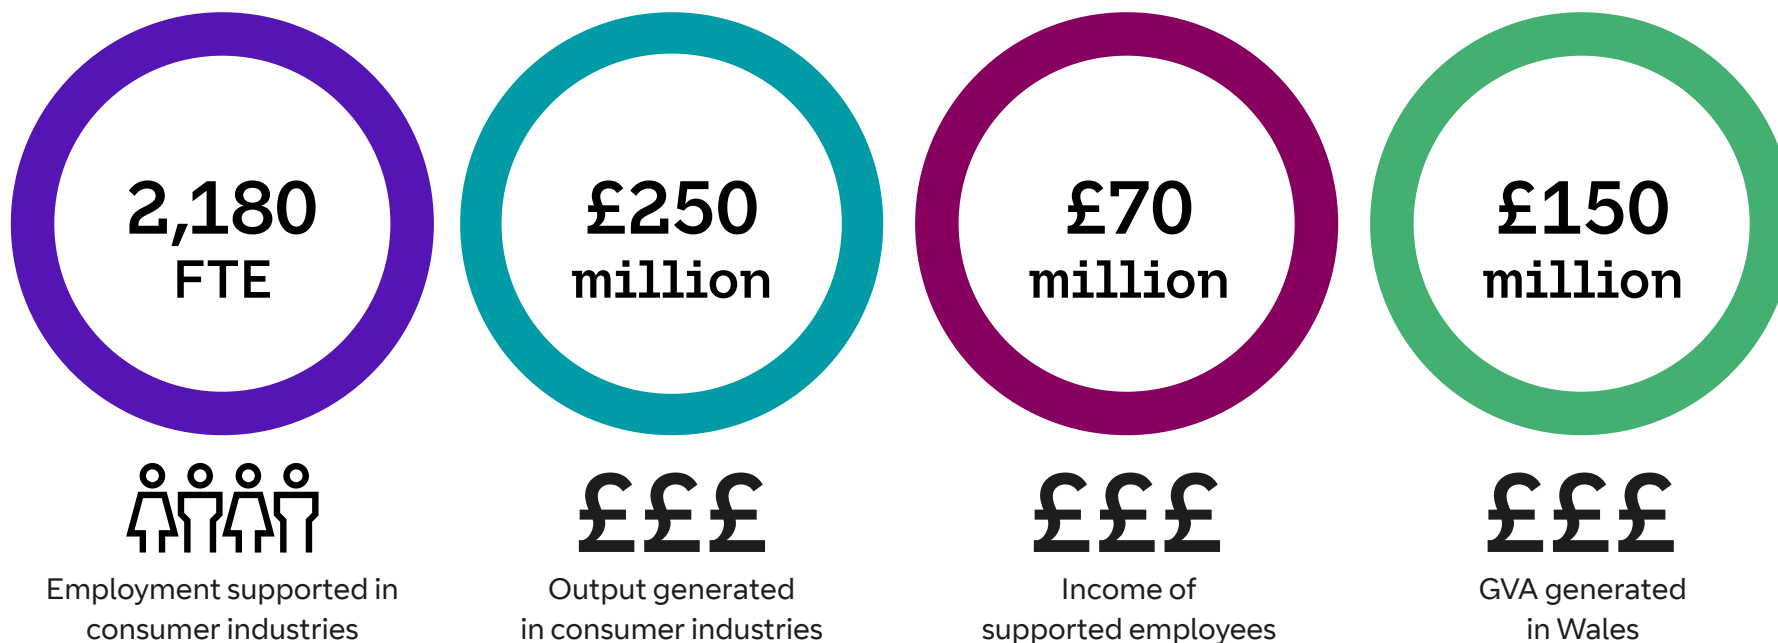 2,180
FTE
Employment supported in
consumer industries
£250
million
£££
Output generated
in consumer industries
£70
million
£££
Income of
supported employees
£150
million
£££
GVA generated
in Wales